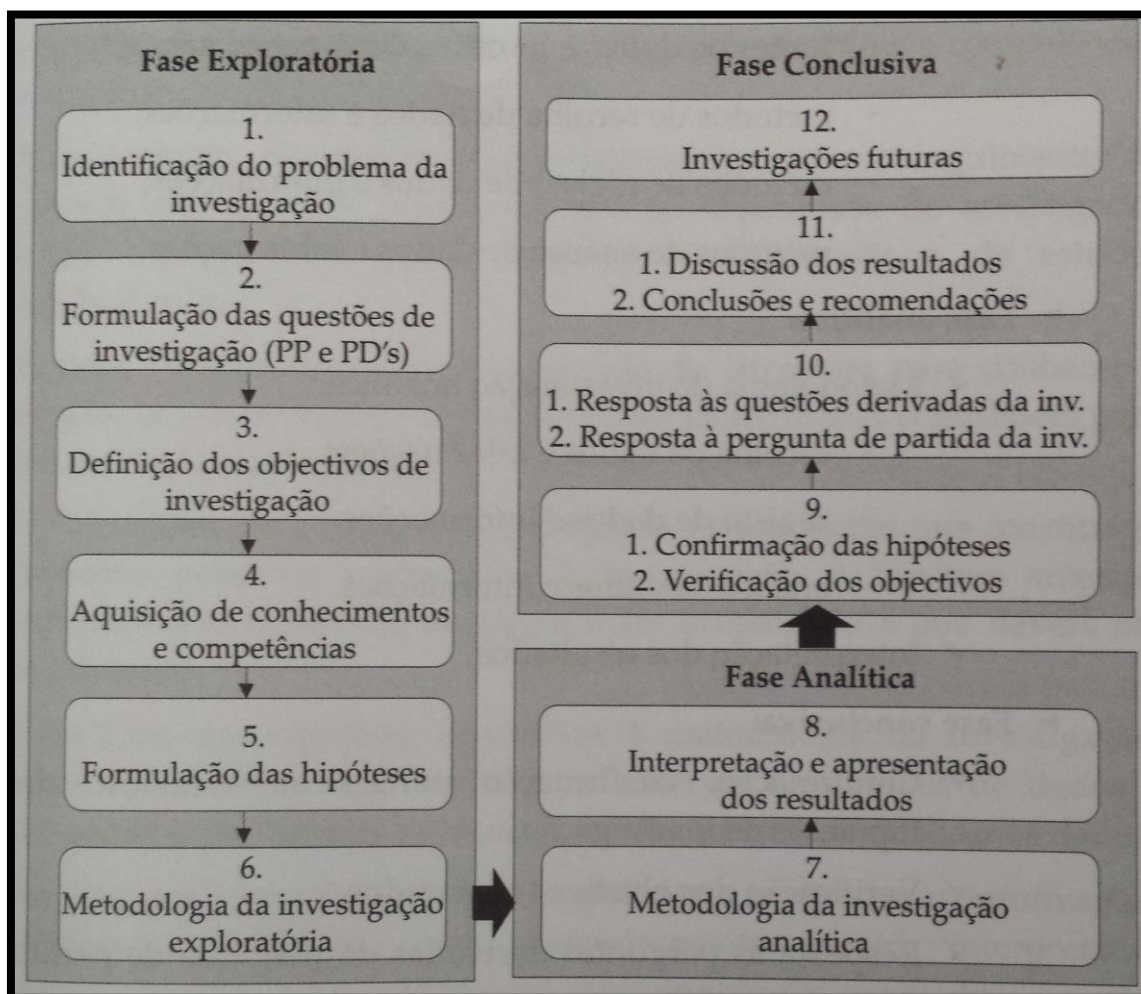 Fase Exploratória
1.
Identificação do problema da
investigação
2.
Formulação das questões de
investigação (PP e PD's)
3.
Definição dos objectivos de
investigação
4.
Aquisição de conhecimentos
e competências
5.
Formulação das hipóteses
6.
Metodologia da investigação
exploratória
Fase Conclusiva
12.
Investigações futuras
11.
1. Discussão dos resultados
2. Conclusões e recomendações
10.
1. Resposta às questões derivadas da inv.
2. Resposta à pergunta de partida da inv.
9.
1. Confirmação das hipóteses
2. Verificação dos objectivos
Fase Analítica
8.
Interpretação e apresentação
dos resultados
7.
Metodologia da investigação
analítica